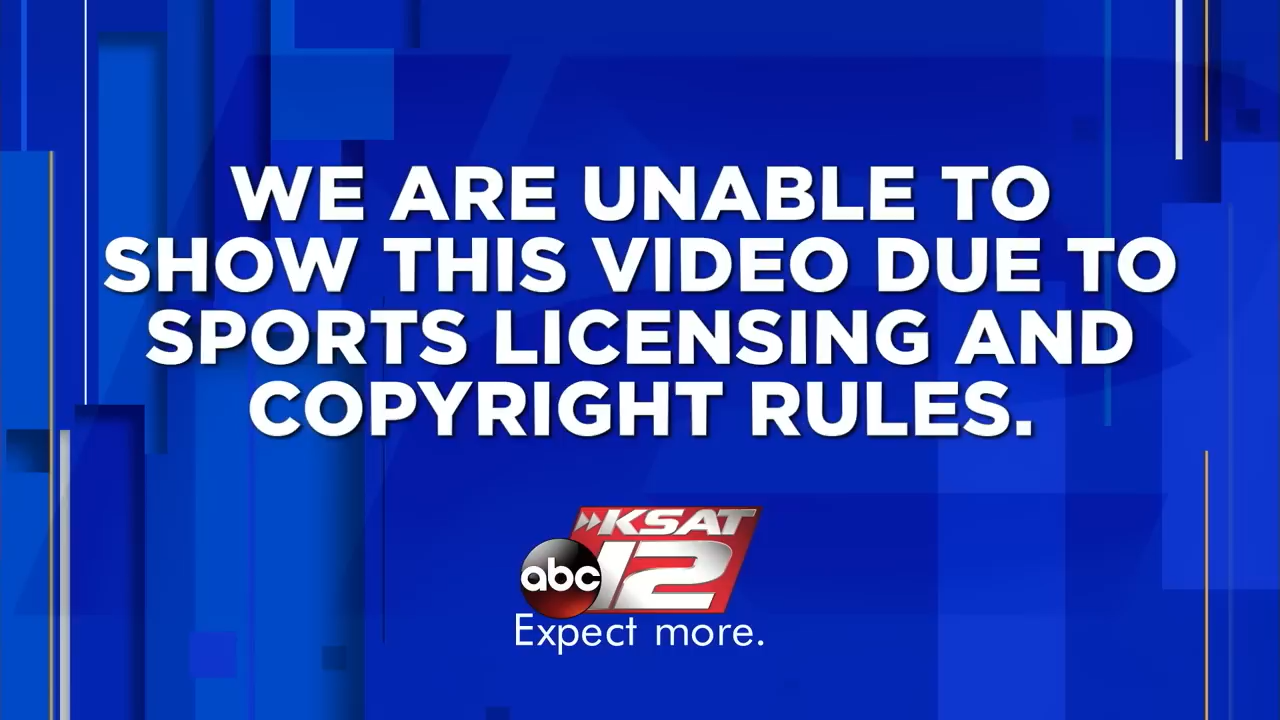 WE ARE UNABLE TO
SHOW THIS VIDEO DUE TO
SPORTS LICENSING AND
COPYRIGHT RULES.
KSAT
abc 12
Expect more.